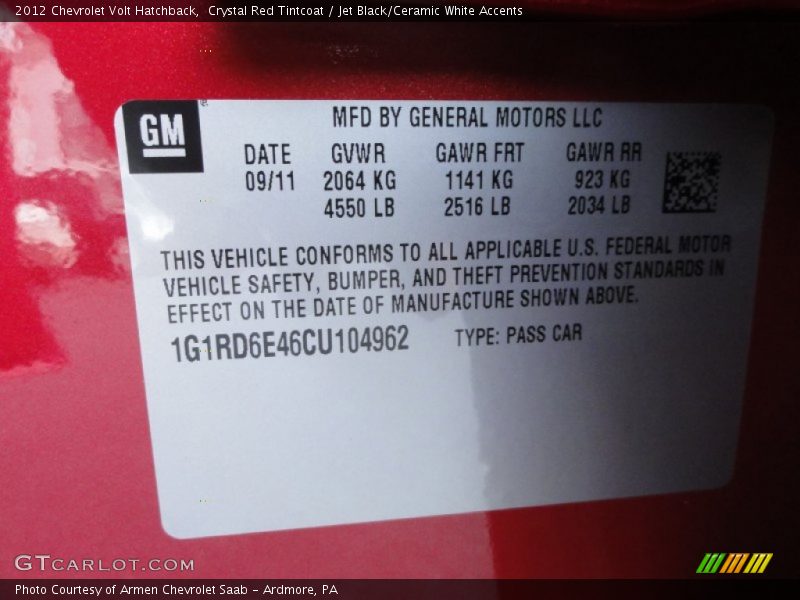 2012 Chevrolet Volt Hatchback,  Crystal Red Tintcoat / Jet Black/Ceramic White Accents
GM
MFD BY GENERAL MOTORS LLC
DATE GVWR GAWR FRT GAWR RR
09/11 2064 KG 1141 KG 923 KG
4550 LB 2516 LB 2034 LB
THIS VEHICLE CONFORMS TO ALL APPLICABLE U.S. FEDERAL MOTOR
VEHICLE SAFETY, BUMPER, AND THEFT PREVENTION STANDARDS IN
EFFECT ON THE DATE OF MANUFACTURE SHOWN ABOVE.
1G1RD6E46CU104962 TYPE: PASS CAR
GTCARLOT.COM
Photo Courtesy of Armen Chevrolet Saab - Ardmore, PA